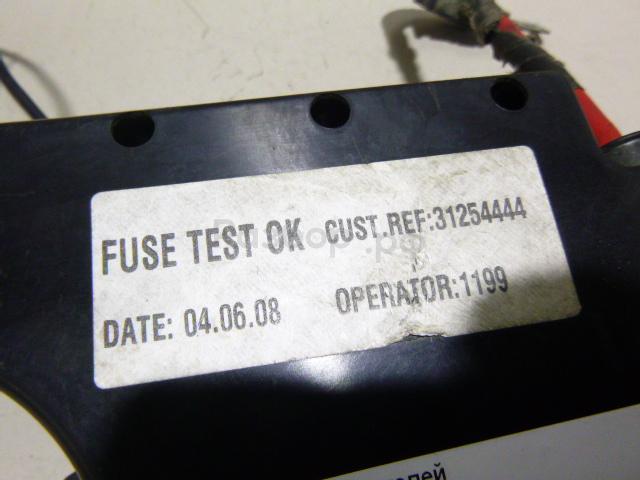 FUSE TEST OK CUST.REF:31254444
DATE: 04.06.08 OPERATOR:1199